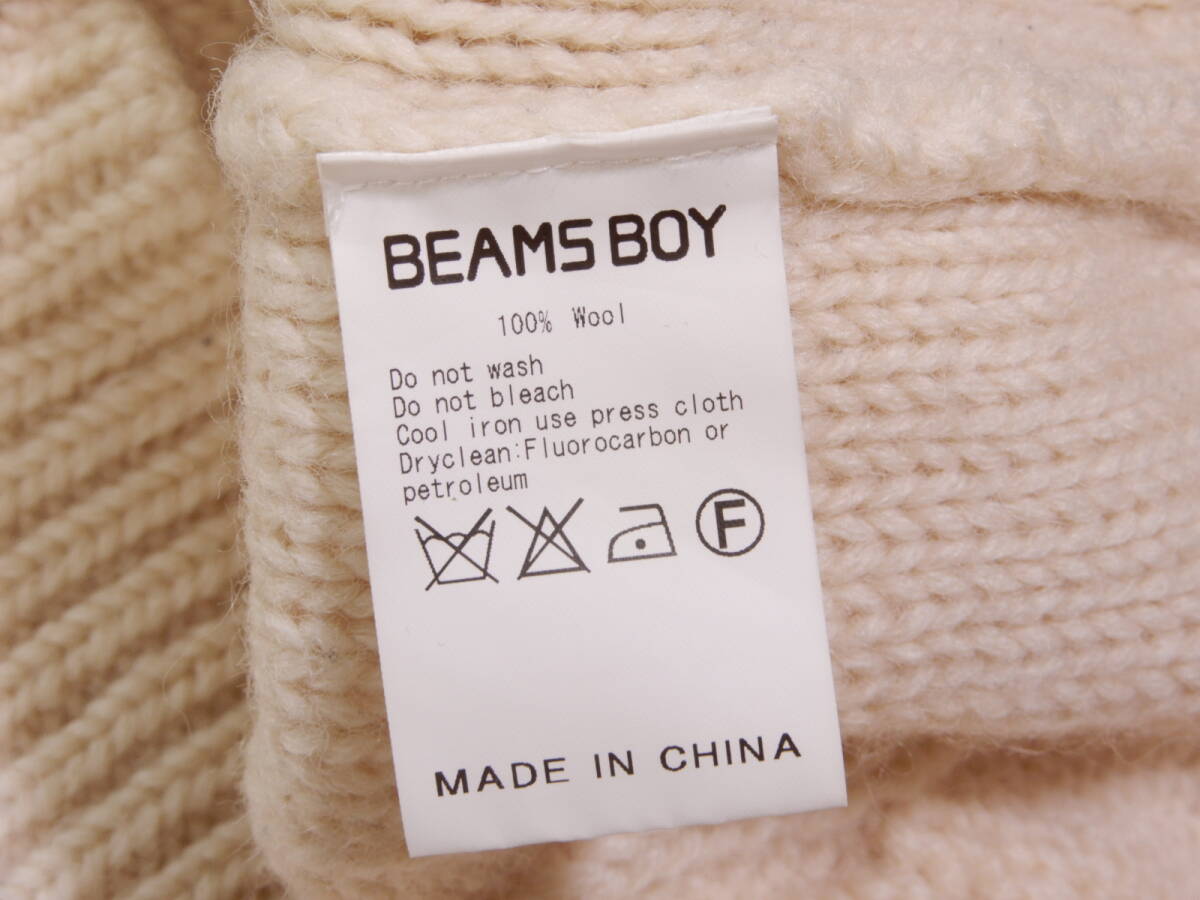 BEAMS BOY
100% Wool
Do not wash
Do not bleach
Cool iron use press cloth
Dryclean:Fluorocarbon or
petroleum
F
MADE IN CHINA